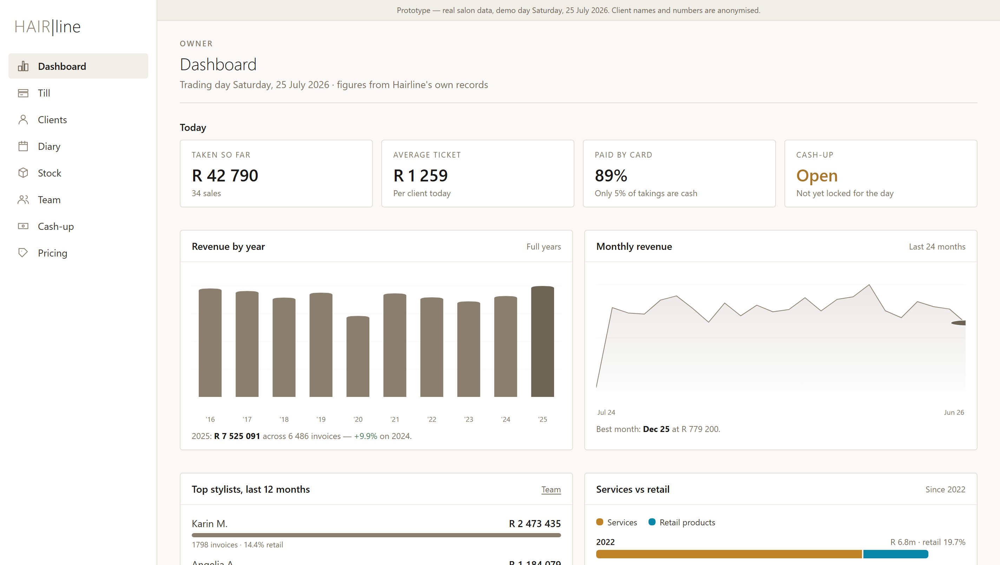 Prototype — real salon data, demo day Saturday, 25 July 2026. Client names and numbers are anonymised.
HAIR|line
Dashboard
Till
Clients
Diary
Stock
Team
Cash-up
Pricing
OWNER
Dashboard
Trading day Saturday, 25 July 2026 · figures from Hairline's own records
Today
TAKEN SO FAR
R 42 790
34 sales
AVERAGE TICKET
R 1 259
Per client today
PAID BY CARD
89%
Only 5% of takings are cash
CASH-UP
Open
Not yet locked for the day
Revenue by year
Full years
'16 '17 '18 '19 '20 '21 '22 '23 '24 '25
2025: R 7 525 091 across 6 486 invoices — +9.9% on 2024.
Monthly revenue
Last 24 months
Jul 24
Jun 26
Best month: Dec 25 at R 779 200.
Top stylists, last 12 months
Team
Karin M.
R 2 473 435
1798 invoices · 14.4% retail
Angelia A.
R 1 184 079
Services vs retail
Since 2022
Services
Retail products
2022
R 6.8m · retail 19.7%